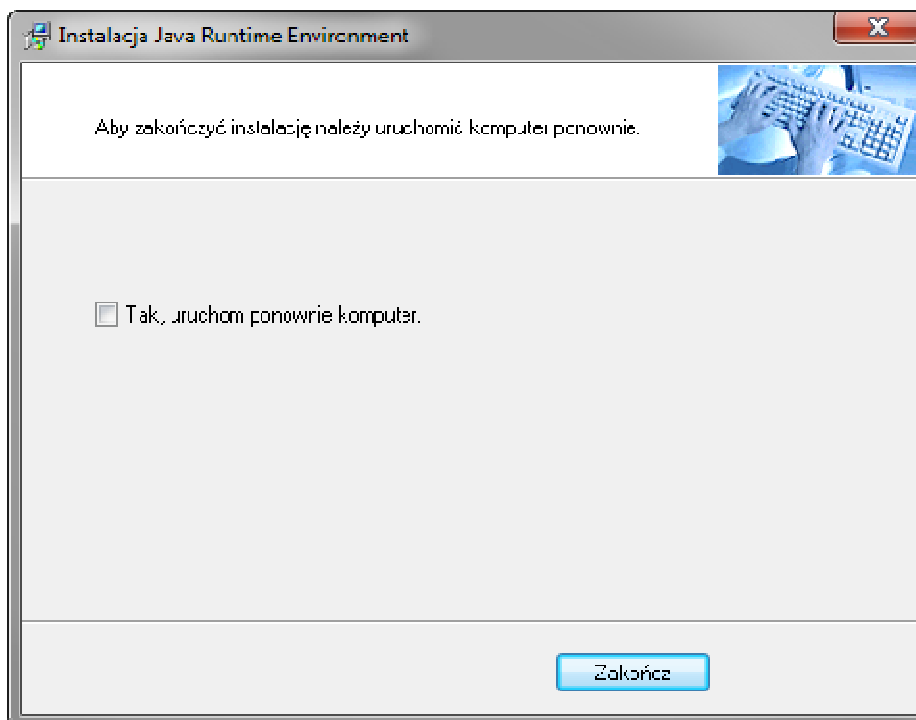 Instalacja Java Runtime Environment
Aby zakończyć instalację należy uruchomić komputer ponownie.
Tak, uruchom ponownie komputer.
Zakończ